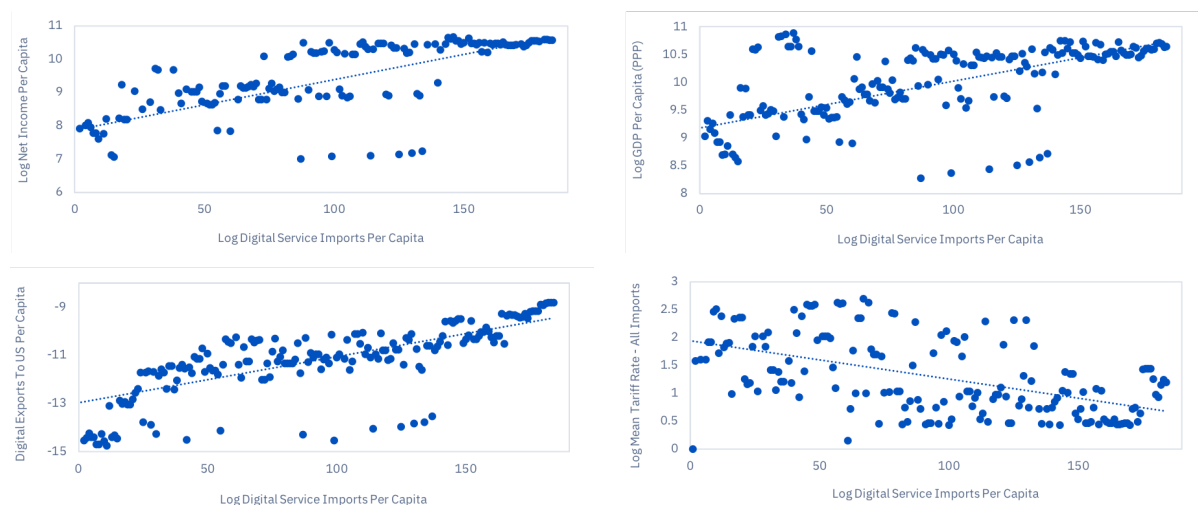 Log Net Income Per Capita
11
10
9
8
7
6
0 50 100 150
Log Digital Service Imports Per Capita
Log GDP Per Capita (PPP)
11
10.5
10
9.5
9
8.5
8
0 50 100 150
Log Digital Service Imports Per Capita
Digital Exports To US Per Capita
-9
-11
-13
-15
0 50 100 150
Log Digital Service Imports Per Capita
Log Mean Tariff Rate - All Imports
3
2.5
2
1.5
1
0.5
0
0 50 100 150
Log Digital Service Imports Per Capita